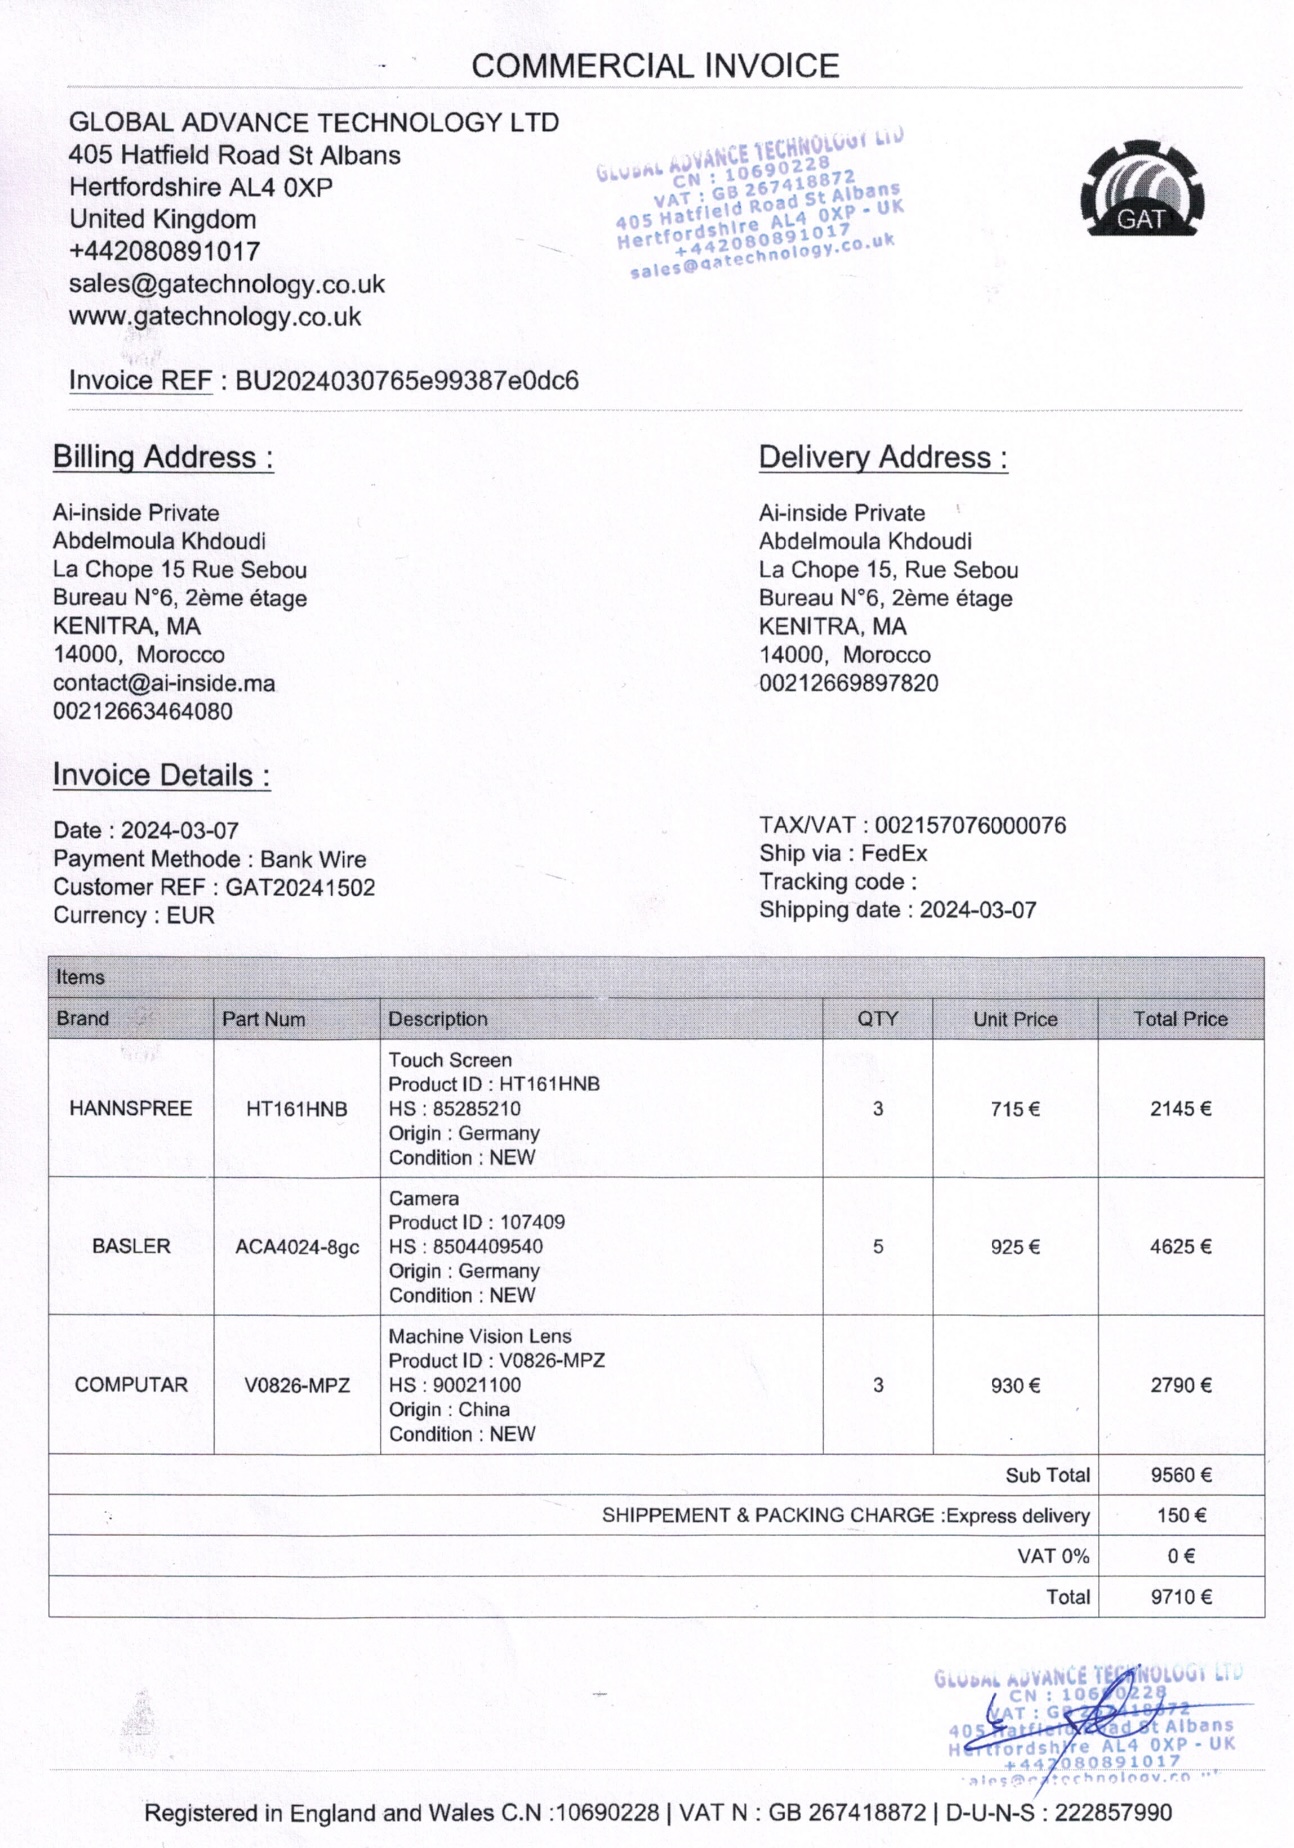 COMMERCIAL INVOICE
GLOBAL ADVANCE TECHNOLOGY LTD
405 Hatfield Road St Albans
Hertfordshire AL4 0XP
United Kingdom
+442080891017
sales@gatechnology.co.uk
www.gatechnology.co.uk
GLOBAL ADVANCE TECHNOLOGY LTD
CN : 10690228
VAT : GB 267418872
405 Hatfield Road St Albans
Hertfordshire AL4 0XP - UK
+442080891017
sales@gatechnology.co.uk
GAT
Invoice REF : BU2024030765e99387e0dc6
Billing Address :
Ai-inside Private
Abdelmoula Khdoudi
La Chope 15 Rue Sebou
Bureau N°6, 2ème étage
KENITRA, MA
14000, Morocco
contact@ai-inside.ma
00212663464080
Delivery Address :
Ai-inside Private
Abdelmoula Khdoudi
La Chope 15, Rue Sebou
Bureau N°6, 2ème étage
KENITRA, MA
14000, Morocco
00212669897820
Invoice Details :
Date : 2024-03-07
Payment Methode : Bank Wire
Customer REF : GAT20241502
Currency : EUR
TAX/VAT : 002157076000076
Ship via : FedEx
Tracking code :
Shipping date : 2024-03-07
Items
Brand Part Num Description QTY Unit Price Total Price
Touch Screen
Product ID : HT161HNB
HANNSPREE HT161HNB HS : 85285210 3 715 € 2145 €
Origin : Germany
Condition : NEW
Camera
Product ID : 107409
BASLER ACA4024-8gc HS : 8504409540 5 925 € 4625 €
Origin : Germany
Condition : NEW
Machine Vision Lens
Product ID : V0826-MPZ
COMPUTAR V0826-MPZ HS : 90021100 3 930 € 2790 €
Origin : China
Condition : NEW
Sub Total 9560 €
SHIPPEMENT & PACKING CHARGE :Express delivery 150 €
VAT 0% 0 €
Total 9710 €
GLOBAL ADVANCE TECHNOLOGY LTD
CN : 10690228
VAT : GB 267418872
405 Hatfield Road St Albans
Hertfordshire AL4 0XP - UK
+442080891017
Registered in England and Wales C.N :10690228 | VAT N : GB 267418872 | D-U-N-S : 222857990